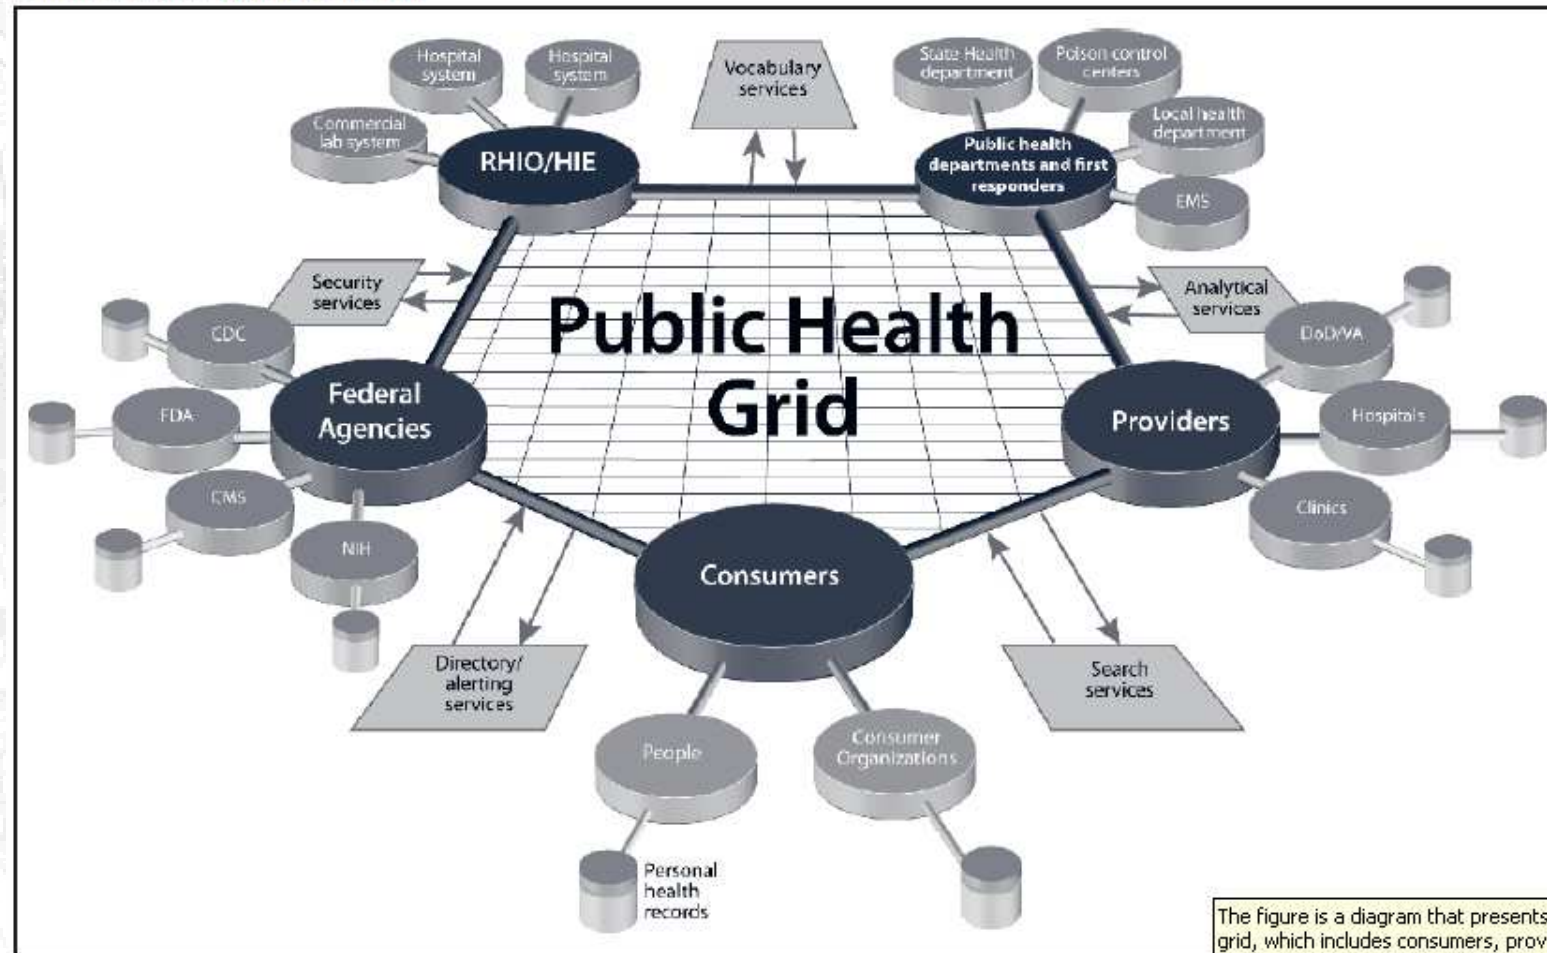 Hospital
system
Hospital
system
Commercial
lab system
RHIO/HIE
Vocabulary
services
State Health
department
Poison control
centers
Local health
department
Public health
departments and first
responders
EMS
Security
services
Analytical
services
Public Health
Grid
CDC
FDA
CMS
NIH
Federal
Agencies
DoD/VA
Hospitals
Clinics
Providers
Consumers
Directory/
alerting
services
Search
services
People
Consumer
Organizations
Personal
health
records
The figure is a diagram that presents
grid, which includes consumers, prov